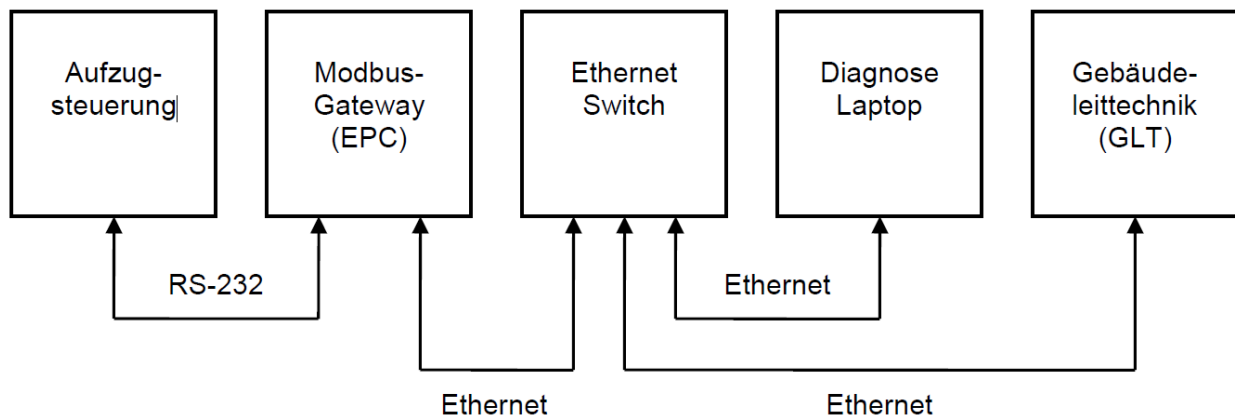 Aufzug-
steuerung
Modbus-
Gateway
(EPC)
Ethernet
Switch
Diagnose
Laptop
Gebäude-
leittechnik
(GLT)
RS-232
Ethernet
Ethernet
Ethernet